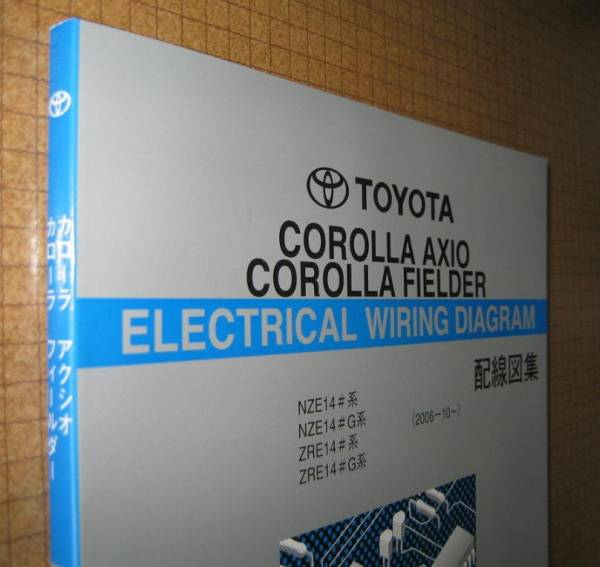 TOYOTA
COROLLA AXIO
COROLLA FIELDER
ELECTRICAL WIRING DIAGRAM
配線図集
NZE14#系
NZE14#G系
ZRE14#系
ZRE14#G系
(2006-10~)
カローラ アクシオ
カローラ フィールダー